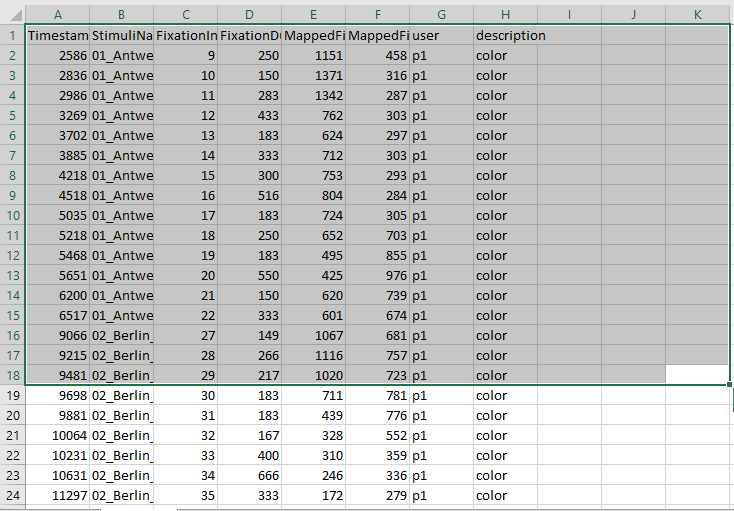 A B C D E F G H I J K
1 Timestam StimuliNa FixationIn FixationDu MappedFi MappedFi user description
2 2586 01_Antwe 9 250 1151 458 p1 color
3 2836 01_Antwe 10 150 1371 316 p1 color
4 2986 01_Antwe 11 283 1342 287 p1 color
5 3269 01_Antwe 12 433 762 303 p1 color
6 3702 01_Antwe 13 183 624 297 p1 color
7 3885 01_Antwe 14 333 712 303 p1 color
8 4218 01_Antwe 15 300 753 293 p1 color
9 4518 01_Antwe 16 516 804 284 p1 color
10 5035 01_Antwe 17 183 724 305 p1 color
11 5218 01_Antwe 18 250 652 703 p1 color
12 5468 01_Antwe 19 183 495 855 p1 color
13 5651 01_Antwe 20 550 425 976 p1 color
14 6200 01_Antwe 21 150 620 739 p1 color
15 6517 01_Antwe 22 333 601 674 p1 color
16 9066 02_Berlin_ 27 149 1067 681 p1 color
17 9215 02_Berlin_ 28 266 1116 757 p1 color
18 9481 02_Berlin_ 29 217 1020 723 p1 color
19 9698 02_Berlin_ 30 183 711 781 p1 color
20 9881 02_Berlin_ 31 183 439 776 p1 color
21 10064 02_Berlin_ 32 167 328 552 p1 color
22 10231 02_Berlin_ 33 400 310 359 p1 color
23 10631 02_Berlin_ 34 666 246 336 p1 color
24 11297 02_Berlin_ 35 333 172 279 p1 color